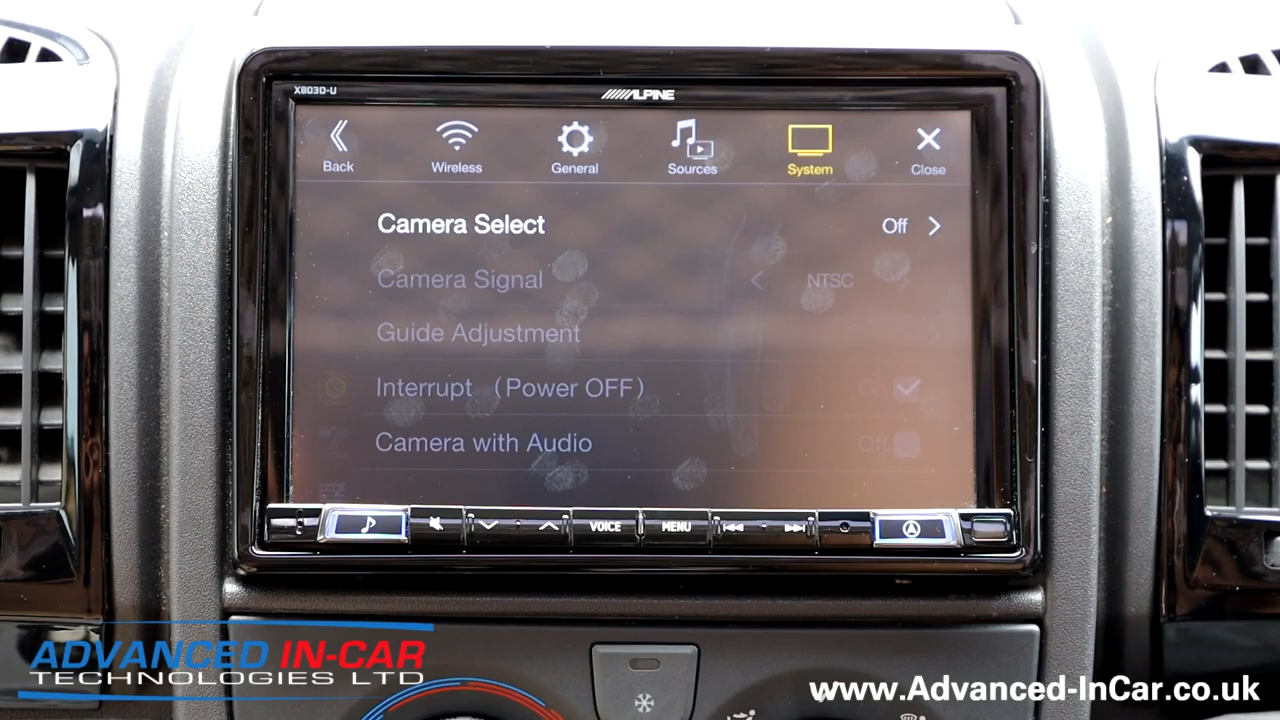 X803D-U
ALPINE
Back Wireless General Sources System Close
Camera Select Off
Camera Signal NTSC
Guide Adjustment
Interrupt （Power OFF）
Camera with Audio Off
VOICE MENU
ADVANCED IN-CAR
TECHNOLOGIES LTD
www.Advanced-InCar.co.uk